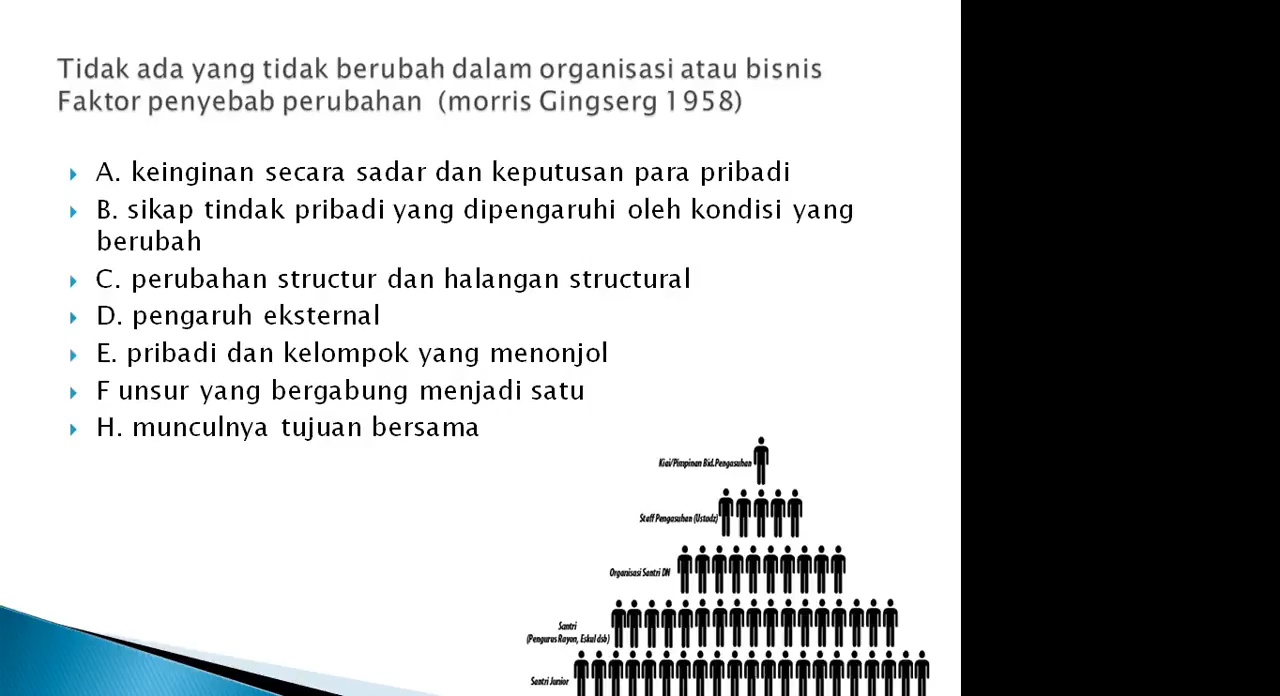 Tidak ada yang tidak berubah dalam organisasi atau bisnis
Faktor penyebab perubahan (morris Gingserg 1958)
A. keinginan secara sadar dan keputusan para pribadi
B. sikap tindak pribadi yang dipengaruhi oleh kondisi yang
berubah
C. perubahan structur dan halangan structural
D. pengaruh eksternal
E. pribadi dan kelompok yang menonjol
F unsur yang bergabung menjadi satu
H. munculnya tujuan bersama
Kiai/Pimpinan Bid.Pengasuhan
Staff Pengasuhan (Ustadz)
Organisasi Santri DN
Santri
(Pengurus Rayon, Eskul dsb)
Santri Junior